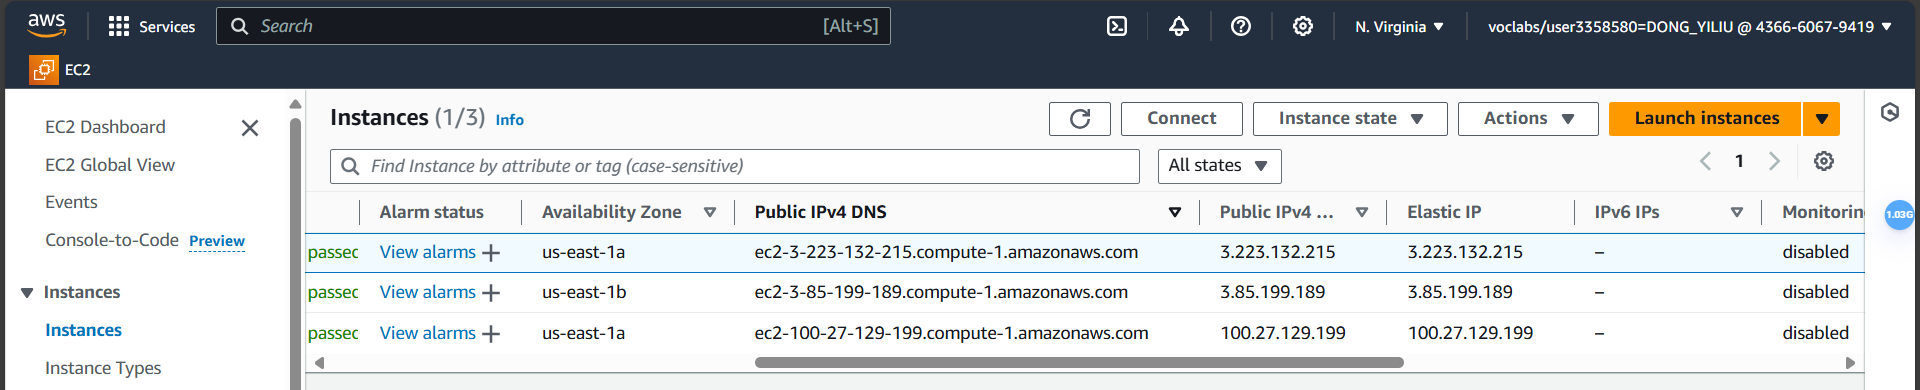 aws
Services
Search [Alt+S]
N. Virginia
voclabs/user3358580=DONG_YILIU @ 4366-6067-9419
EC2
EC2 Dashboard
EC2 Global View
Events
Console-to-Code Preview
Instances
Instances
Instance Types
Instances (1/3) Info
Connect
Instance state
Actions
Launch instances
Find Instance by attribute or tag (case-sensitive)
All states
1
Alarm status Availability Zone Public IPv4 DNS Public IPv4 ... Elastic IP IPv6 IPs Monitorin
passed View alarms + us-east-1a ec2-3-223-132-215.compute-1.amazonaws.com 3.223.132.215 3.223.132.215 – disabled
passed View alarms + us-east-1b ec2-3-85-199-189.compute-1.amazonaws.com 3.85.199.189 3.85.199.189 – disabled
passed View alarms + us-east-1a ec2-100-27-129-199.compute-1.amazonaws.com 100.27.129.199 100.27.129.199 – disabled
1.03G